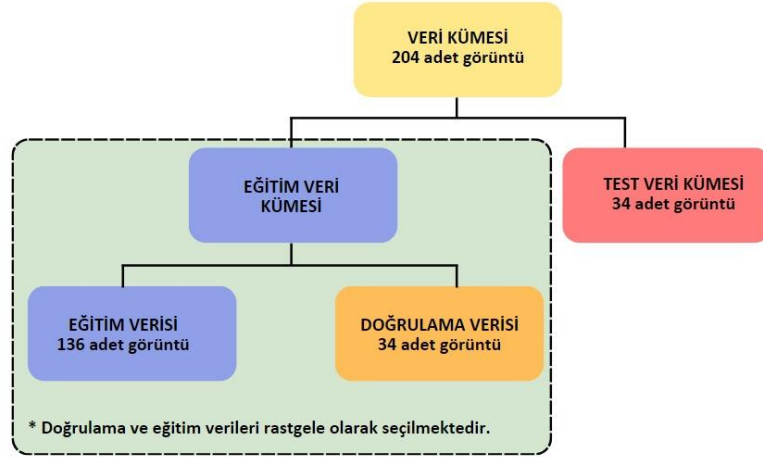 VERİ KÜMESİ
204 adet görüntü
EĞİTİM VERİ
KÜMESİ
TEST VERİ KÜMESİ
34 adet görüntü
EĞİTİM VERİSİ
136 adet görüntü
DOĞRULAMA VERİSİ
34 adet görüntü
* Doğrulama ve eğitim verileri rastgele olarak seçilmektedir.